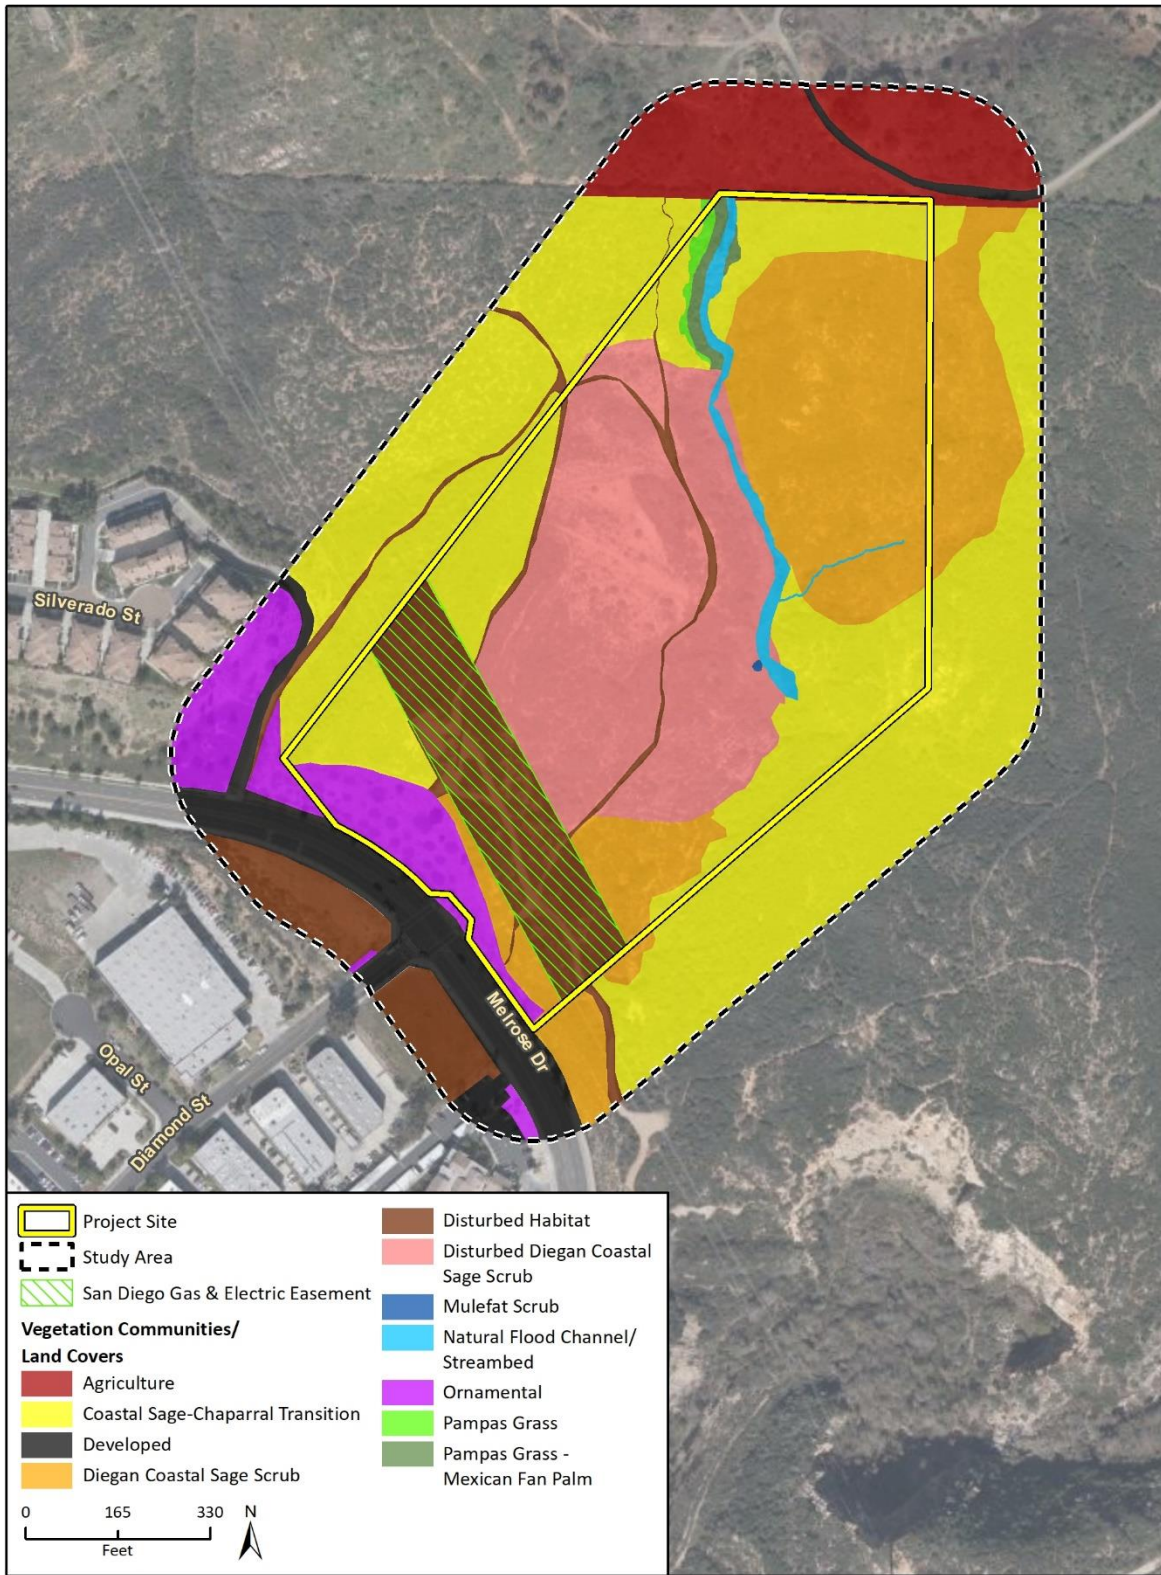 Silverado St
Melrose Dr
Opal St
Diamond St
Project Site
Study Area
San Diego Gas & Electric Easement
Vegetation Communities/
Land Covers
Agriculture
Coastal Sage-Chaparral Transition
Developed
Diegan Coastal Sage Scrub
0 165 330
Feet
N
Disturbed Habitat
Disturbed Diegan Coastal
Sage Scrub
Mulefat Scrub
Natural Flood Channel/
Streambed
Ornamental
Pampas Grass
Pampas Grass -
Mexican Fan Palm